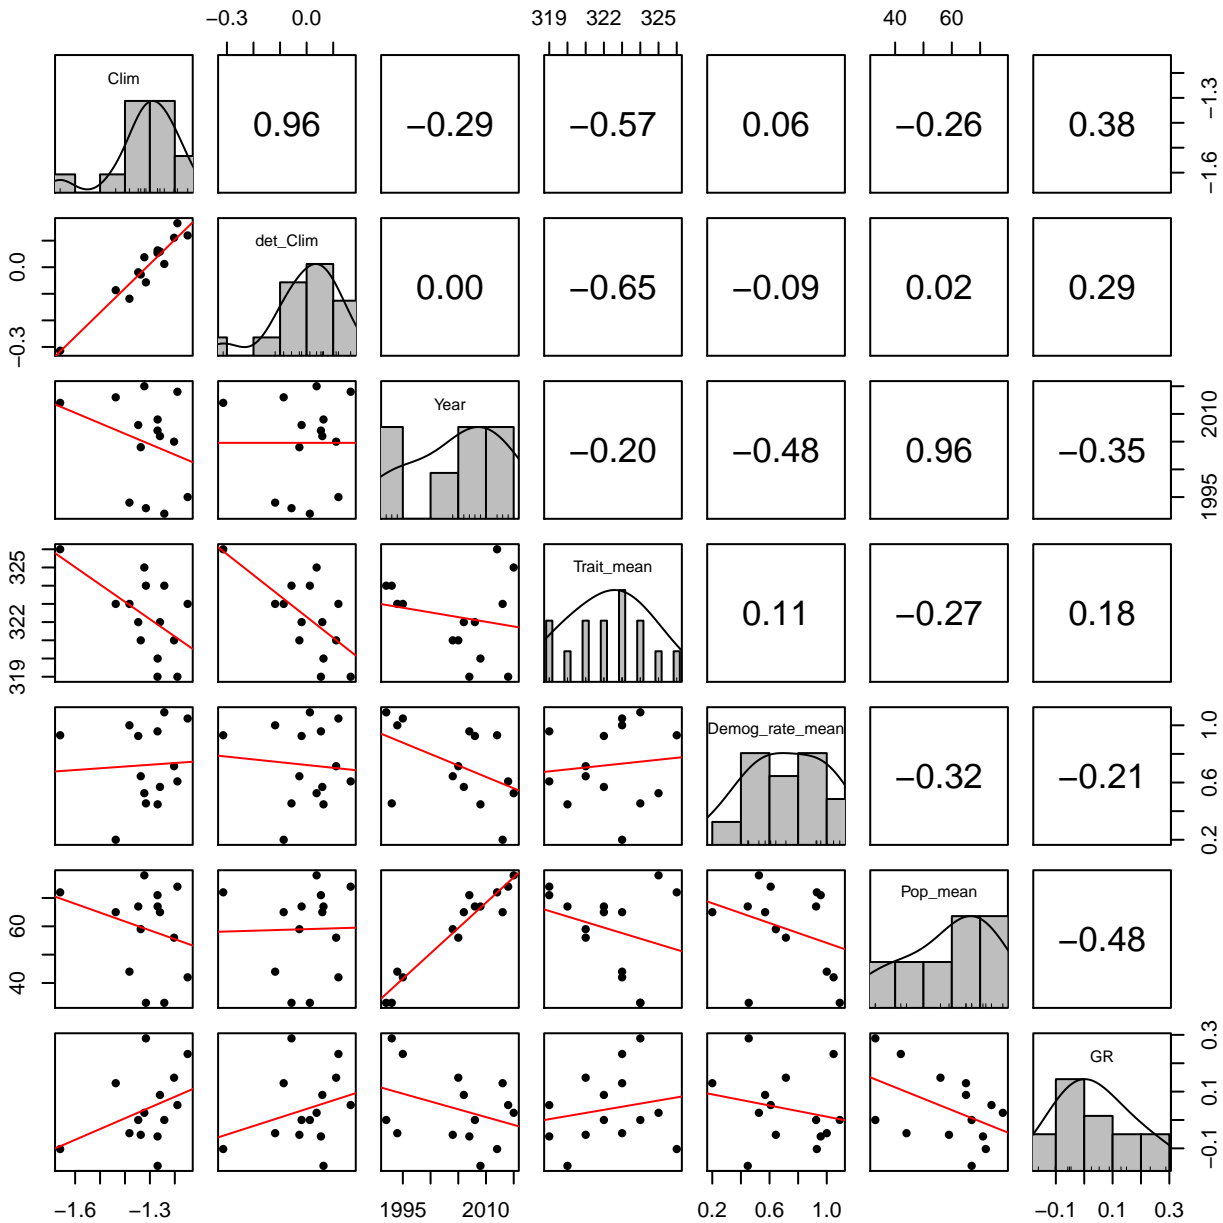 −0.3 0.0 319 322 325 40 60
Clim 0.96 −0.29 −0.57 0.06 −0.26 0.38 −1.6 −1.3
−0.3 0.0 det_Clim 0.00 −0.65 −0.09 0.02 0.29
Year −0.20 −0.48 0.96 −0.35 1995 2010
319 322 325 Trait_mean 0.11 −0.27 0.18
Demog_rate_mean −0.32 −0.21 0.2 0.6 1.0
40 60 Pop_mean −0.48
GR −0.1 0.1 0.3
−1.6 −1.3 1995 2010 0.2 0.6 1.0 −0.1 0.1 0.3